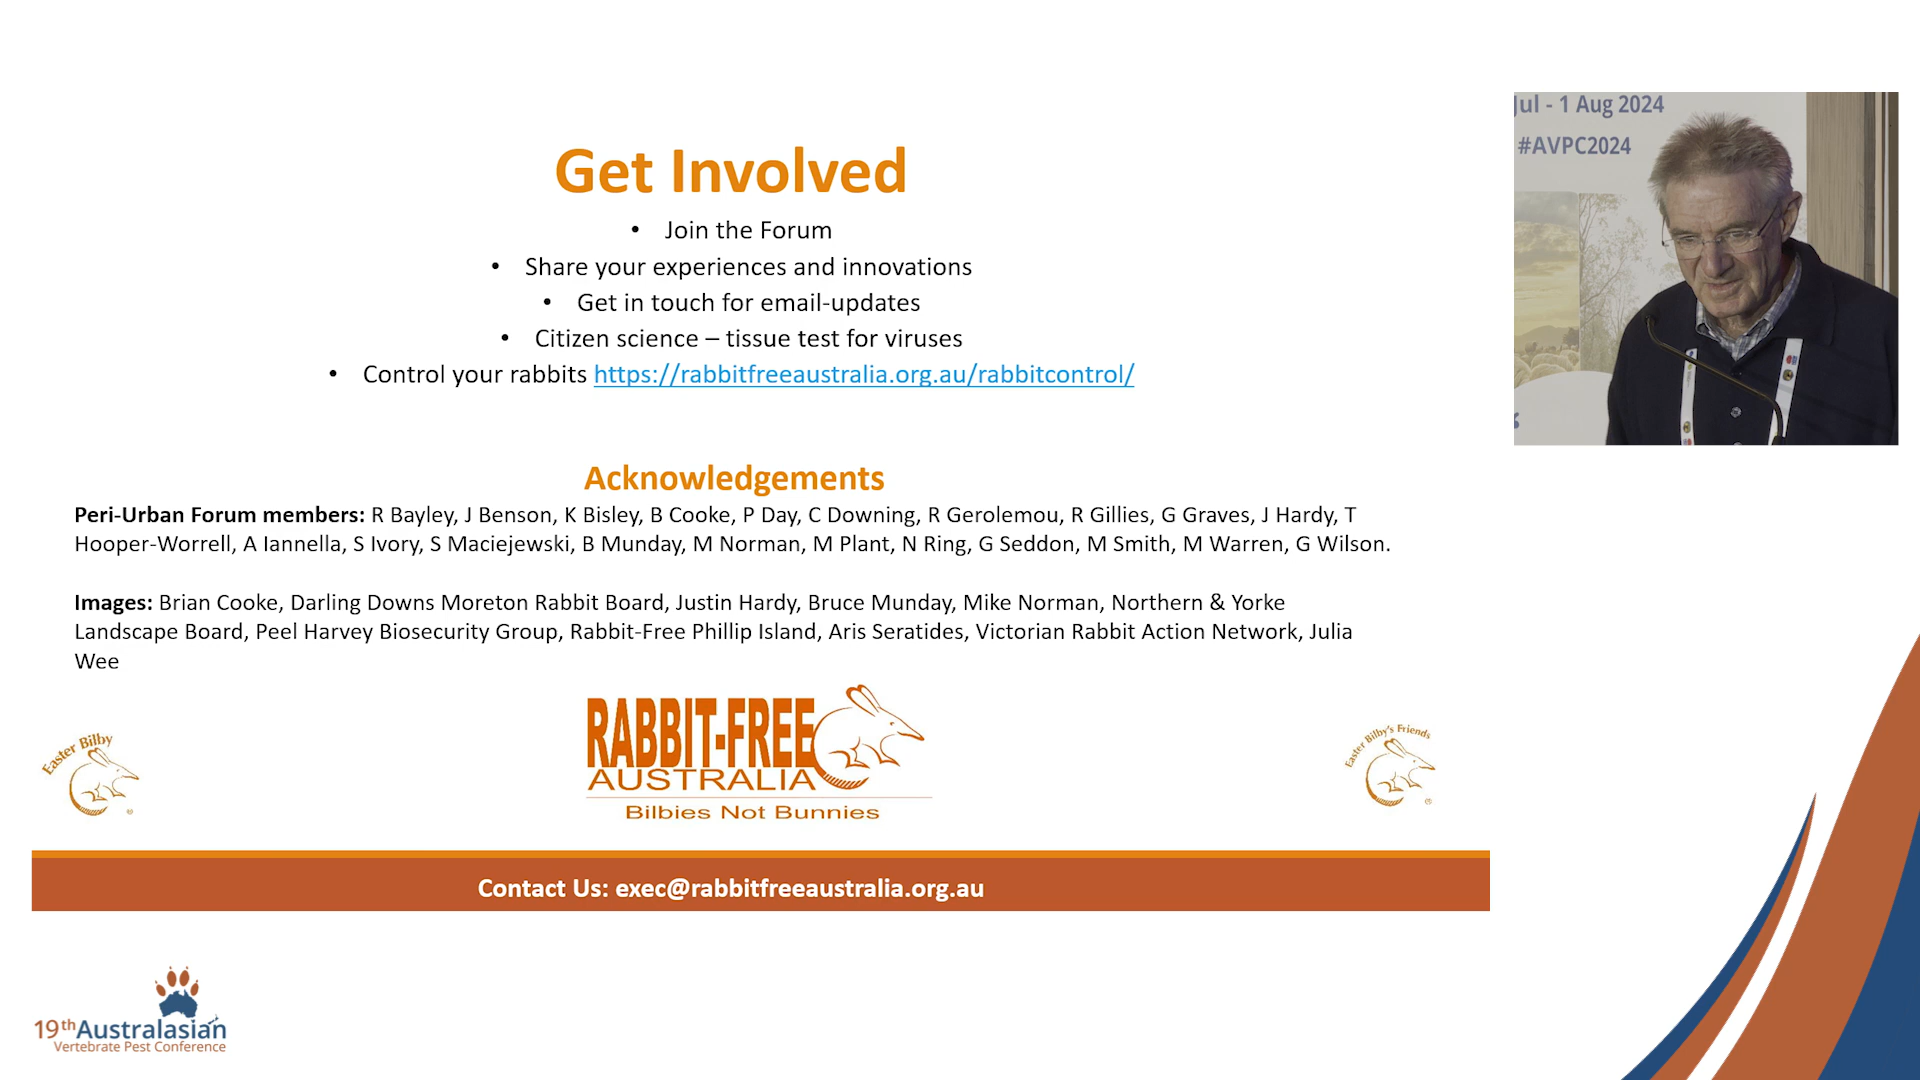 Get Involved
• Join the Forum
• Share your experiences and innovations
• Get in touch for email-updates
• Citizen science – tissue test for viruses
• Control your rabbits https://rabbitfreeaustralia.org.au/rabbitcontrol/
Acknowledgements
Peri-Urban Forum members: R Bayley, J Benson, K Bisley, B Cooke, P Day, C Downing, R Gerolemou, R Gillies, G Graves, J Hardy, T
Hooper-Worrell, A Iannella, S Ivory, S Maciejewski, B Munday, M Norman, M Plant, N Ring, G Seddon, M Smith, M Warren, G Wilson.
Images: Brian Cooke, Darling Downs Moreton Rabbit Board, Justin Hardy, Bruce Munday, Mike Norman, Northern & Yorke
Landscape Board, Peel Harvey Biosecurity Group, Rabbit-Free Phillip Island, Aris Seratides, Victorian Rabbit Action Network, Julia
Wee
Easter Bilby
®
RABBIT-FREE
AUSTRALIA
Bilbies Not Bunnies
Easter Bilby's Friends
®
Contact Us: exec@rabbitfreeaustralia.org.au
19th Australasian
Vertebrate Pest Conference
Jul - 1 Aug 2024
#AVPC2024